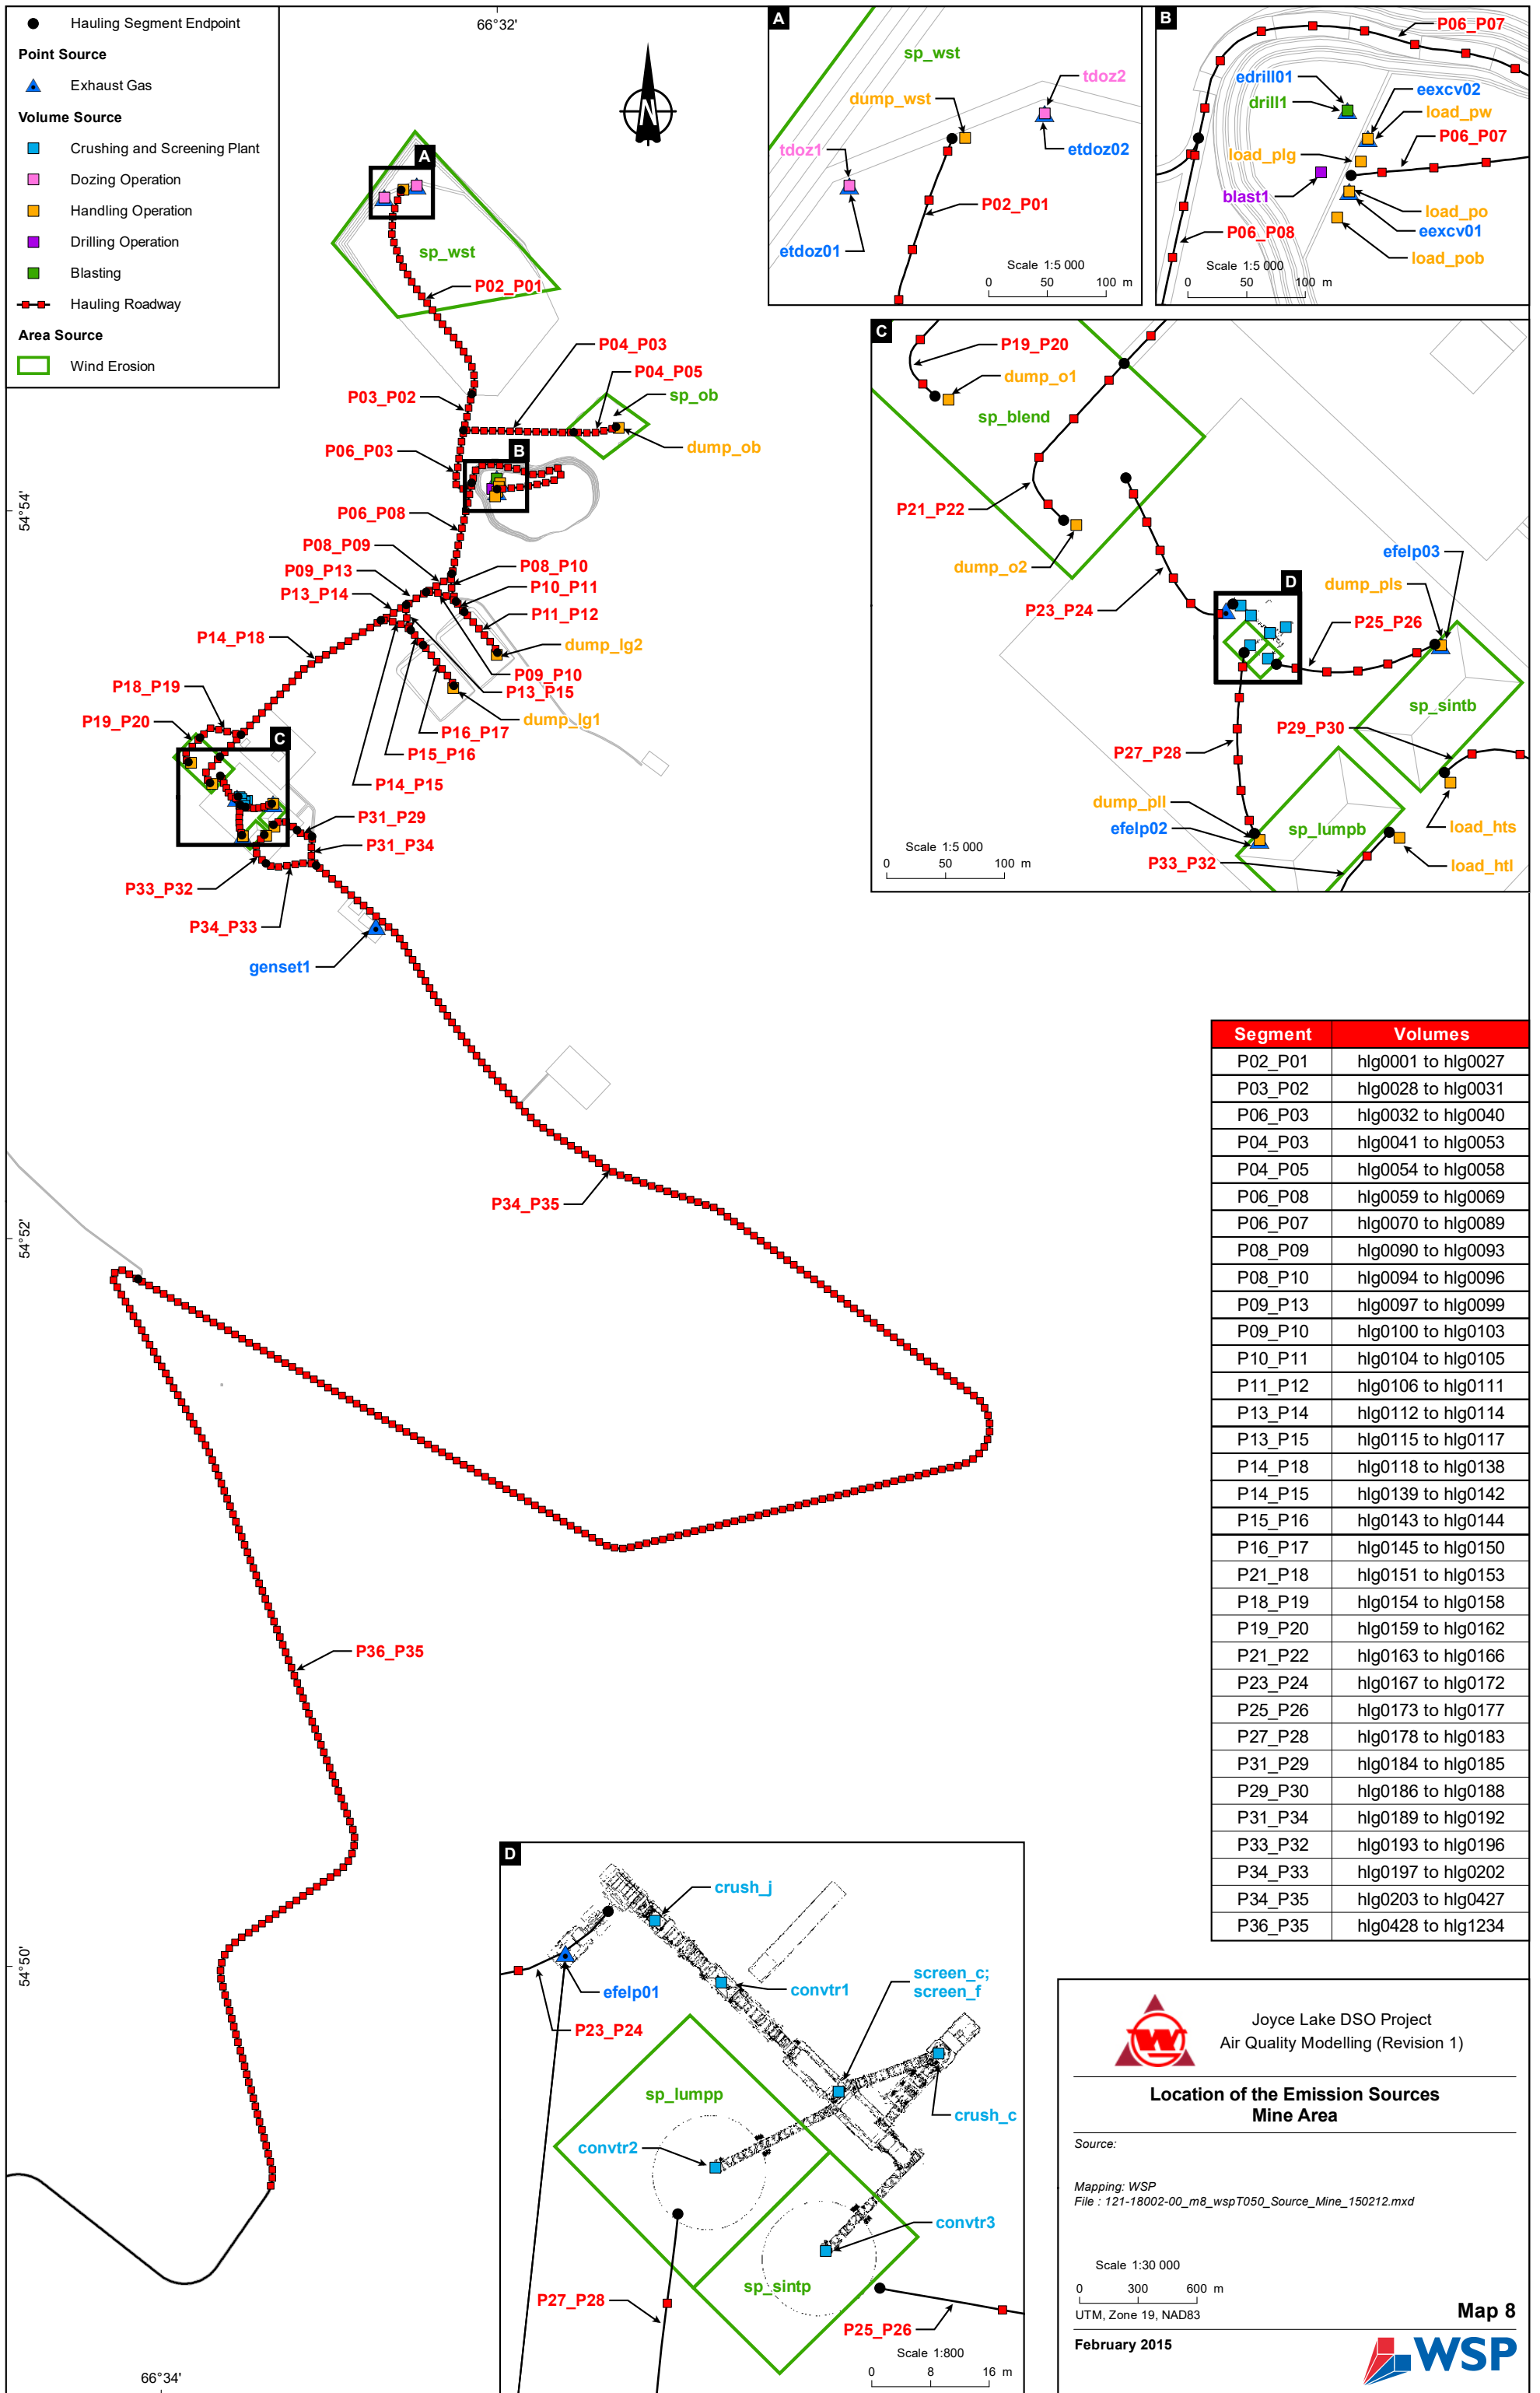 Hauling Segment Endpoint
Point Source
Exhaust Gas
Volume Source
Crushing and Screening Plant
Dozing Operation
Handling Operation
Drilling Operation
Blasting
Hauling Roadway
Area Source
Wind Erosion
66°32'
N
A
sp_wst
P02_P01
P04_P03
P04_P05
sp_ob
P03_P02
dump_ob
B
P06_P03
54°54'
P06_P08
P08_P09
P08_P10
P09_P13
P10_P11
P13_P14
P11_P12
P14_P18
dump_lg2
P09_P10
P18_P19
P13_P15
P19_P20
dump_lg1
P16_P17
C
P15_P16
P14_P15
P31_P29
P31_P34
P33_P32
P34_P33
genset1
P34_P35
54°52'
P36_P35
54°50'
66°34'
A
sp_wst
tdoz2
dump_wst
tdoz1
etdoz02
P02_P01
etdoz01
Scale 1:5 000
0 50 100 m
B
P06_P07
edrill01
eexcv02
drill1
load_pw
P06_P07
load_plg
blast1
load_po
P06_P08
eexcv01
load_pob
Scale 1:5 000
0 50 100 m
C
P19_P20
dump_o1
sp_blend
P21_P22
dump_o2
efelp03
D
dump_pls
P23_P24
P25_P26
sp_sintb
P29_P30
P27_P28
dump_pll
efelp02
sp_lumpb
load_hts
load_htl
P33_P32
Scale 1:5 000
0 50 100 m
Segment Volumes
P02_P01 hlg0001 to hlg0027
P03_P02 hlg0028 to hlg0031
P06_P03 hlg0032 to hlg0040
P04_P03 hlg0041 to hlg0053
P04_P05 hlg0054 to hlg0058
P06_P08 hlg0059 to hlg0069
P06_P07 hlg0070 to hlg0089
P08_P09 hlg0090 to hlg0093
P08_P10 hlg0094 to hlg0096
P09_P13 hlg0097 to hlg0099
P09_P10 hlg0100 to hlg0103
P10_P11 hlg0104 to hlg0105
P11_P12 hlg0106 to hlg0111
P13_P14 hlg0112 to hlg0114
P13_P15 hlg0115 to hlg0117
P14_P18 hlg0118 to hlg0138
P14_P15 hlg0139 to hlg0142
P15_P16 hlg0143 to hlg0144
P16_P17 hlg0145 to hlg0150
P21_P18 hlg0151 to hlg0153
P18_P19 hlg0154 to hlg0158
P19_P20 hlg0159 to hlg0162
P21_P22 hlg0163 to hlg0166
P23_P24 hlg0167 to hlg0172
P25_P26 hlg0173 to hlg0177
P27_P28 hlg0178 to hlg0183
P31_P29 hlg0184 to hlg0185
P29_P30 hlg0186 to hlg0188
P31_P34 hlg0189 to hlg0192
P33_P32 hlg0193 to hlg0196
P34_P33 hlg0197 to hlg0202
P34_P35 hlg0203 to hlg0427
P36_P35 hlg0428 to hlg1234
D
crush_j
convtr1
screen_c;
screen_f
efelp01
P23_P24
sp_lumpp
crush_c
convtr2
convtr3
sp_sintp
P27_P28
P25_P26
Scale 1:800
0 8 16 m
Joyce Lake DSO Project
Air Quality Modelling (Revision 1)
Location of the Emission Sources
Mine Area
Source:
Mapping: WSP
File : 121-18002-00_m8_wspT050_Source_Mine_150212.mxd
Scale 1:30 000
0 300 600 m
UTM, Zone 19, NAD83
Map 8
February 2015
WSP